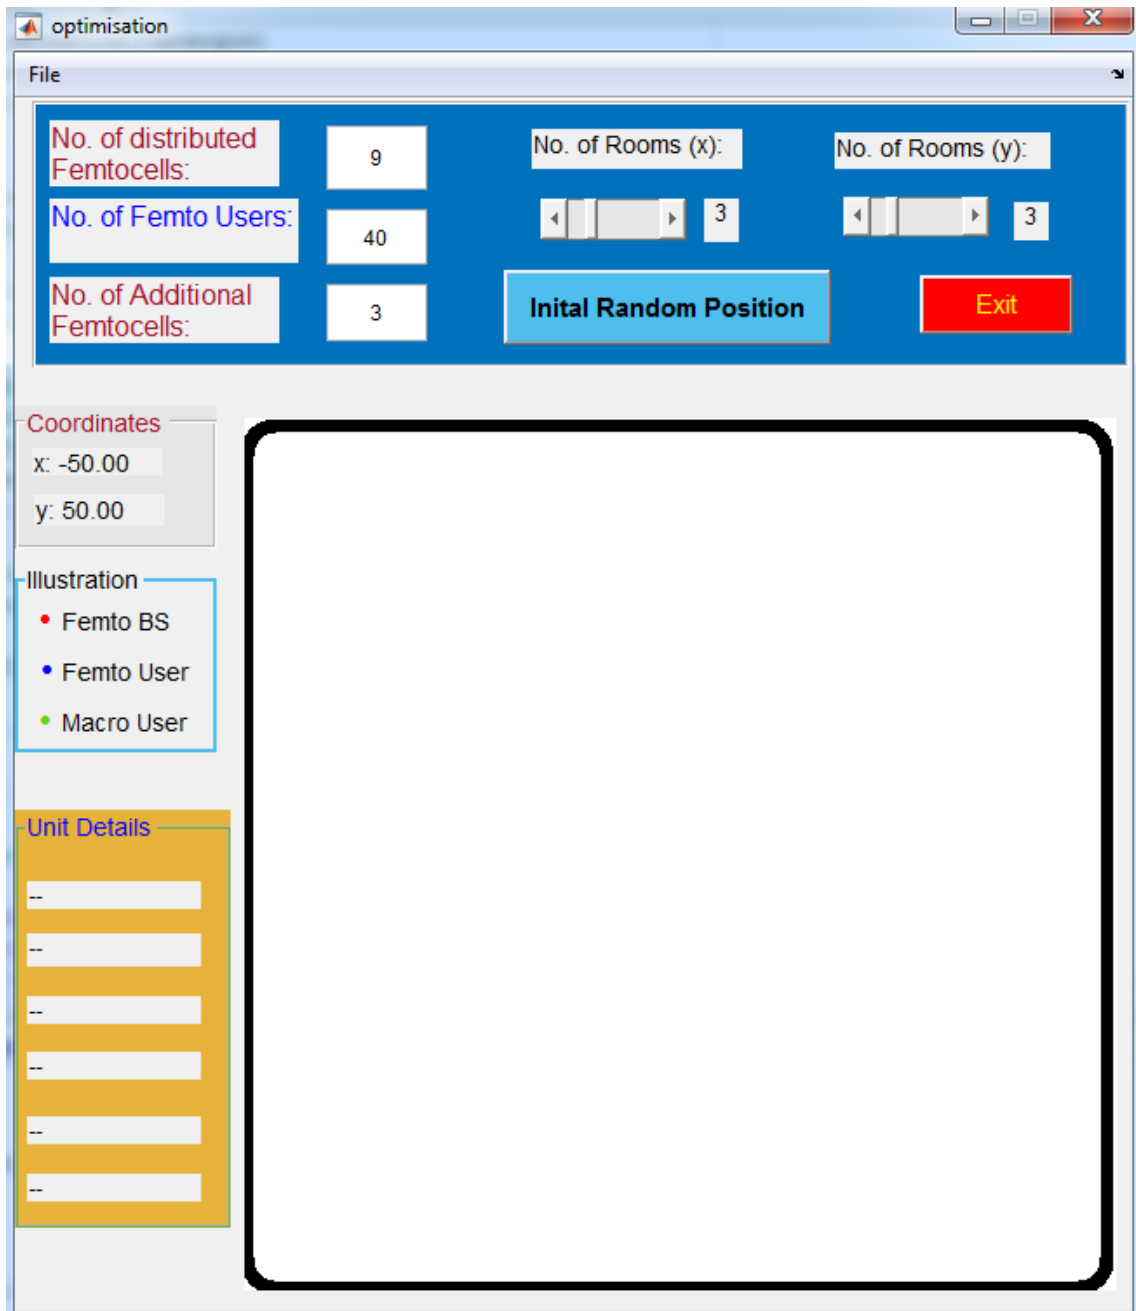 optimisation
File
No. of distributed
Femtocells:
9
No. of Rooms (x):
No. of Rooms (y):
No. of Femto Users:
40
3
3
No. of Additional
Femtocells:
3
Inital Random Position
Exit
Coordinates
x: -50.00
y: 50.00
Illustration
Femto BS
Femto User
Macro User
Unit Details
--
--
--
--
--
--